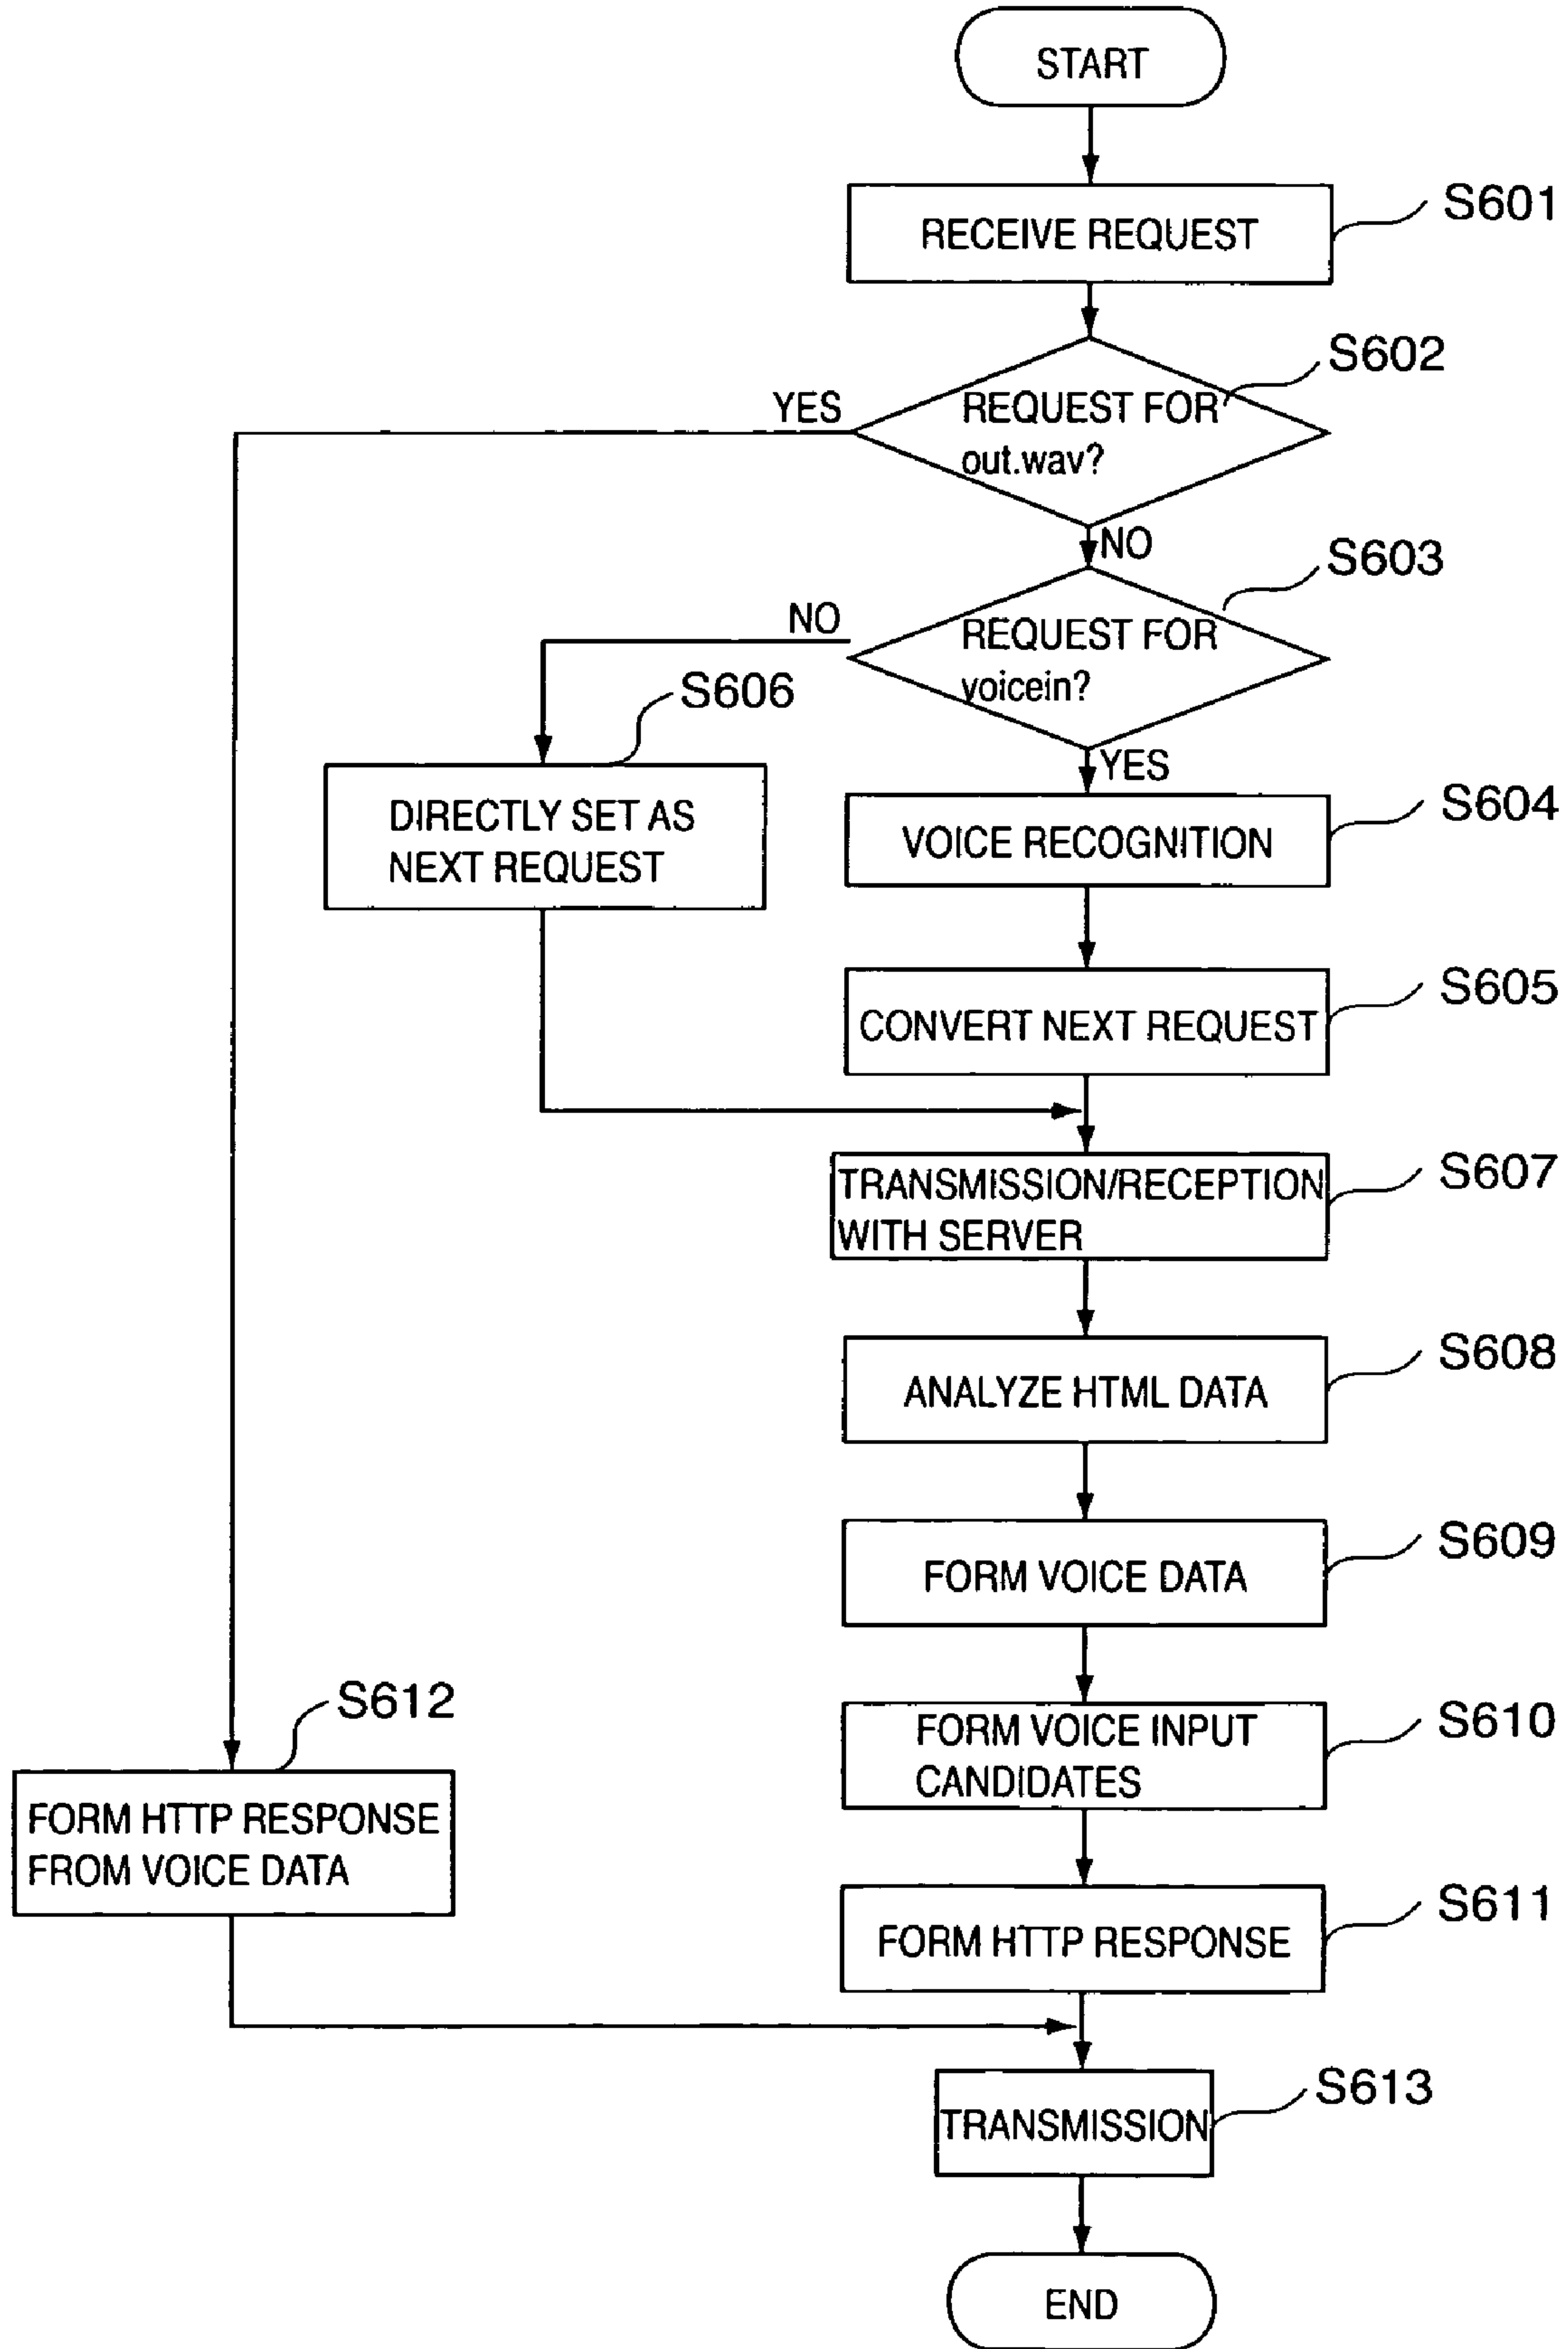 START
RECEIVE REQUEST
S601
S602
YES
REQUEST FOR
out.wav?
NO
S603
NO
REQUEST FOR
voicein?
S606
YES
DIRECTLY SET AS
NEXT REQUEST
S604
VOICE RECOGNITION
S605
CONVERT NEXT REQUEST
S607
TRANSMISSION/RECEPTION
WITH SERVER
S608
ANALYZE HTML DATA
S609
FORM VOICE DATA
S610
FORM VOICE INPUT
CANDIDATES
S612
FORM HTTP RESPONSE
FROM VOICE DATA
S611
FORM HTTP RESPONSE
S613
TRANSMISSION
END